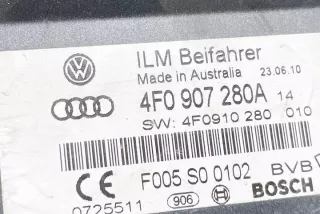 ILM Beifahrer
Made in Australia 23.06.10
4F0 907 280A 14
SW: 4F0910 280 010
F005 S0 0102 BVB
0725511 906 BOSCH